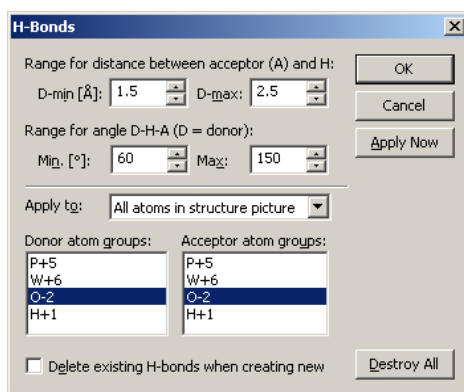 H-Bonds
Range for distance between acceptor (A) and H:
D-min [Å]: 1.5 D-max: 2.5
Range for angle D-H-A (D = donor):
Min. [°]: 60 Max: 150
Apply to: All atoms in structure picture
Donor atom groups: Acceptor atom groups:
P+5 P+5
W+6 W+6
O-2 O-2
H+1 H+1
Delete existing H-bonds when creating new
OK
Cancel
Apply Now
Destroy All